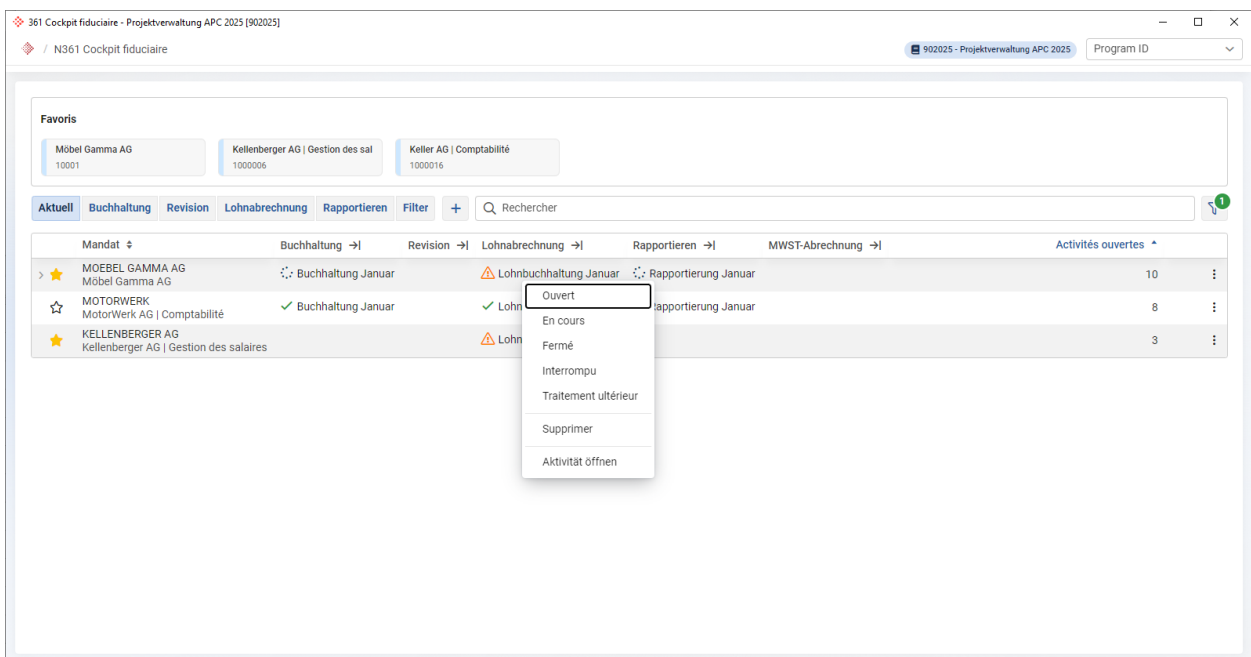 361 Cockpit fiduciaire - Projektverwaltung APC 2025 [902025]
/ N361 Cockpit fiduciaire
902025 - Projektverwaltung APC 2025
Program ID
Favoris
Möbel Gamma AG
10001
Kellenberger AG | Gestion des sal
1000006
Keller AG | Comptabilité
1000016
Aktuell Buchhaltung Revision Lohnabrechnung Rapportieren Filter + Rechercher 1
Mandat Buchhaltung Revision Lohnabrechnung Rapportieren MWST-Abrechnung Activités ouvertes
MOEBEL GAMMA AG
Möbel Gamma AG
Buchhaltung Januar Lohnbuchhaltung Januar Rapportierung Januar 10
MOTORWERK
MotorWerk AG | Comptabilité
Buchhaltung Januar Lohn apportierung Januar 8
KELLENBERGER AG
Kellenberger AG | Gestion des salaires
Lohn 3
Ouvert
En cours
Fermé
Interrompu
Traitement ultérieur
Supprimer
Aktivität öffnen